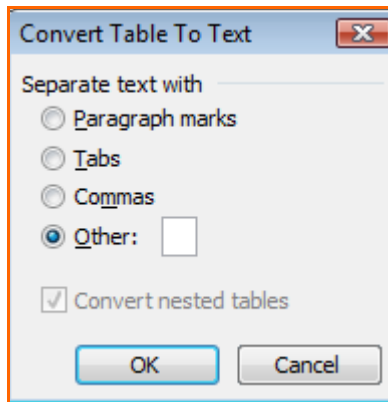 Convert Table To Text
Separate text with
Paragraph marks
Tabs
Commas
Other:
Convert nested tables
OK
Cancel